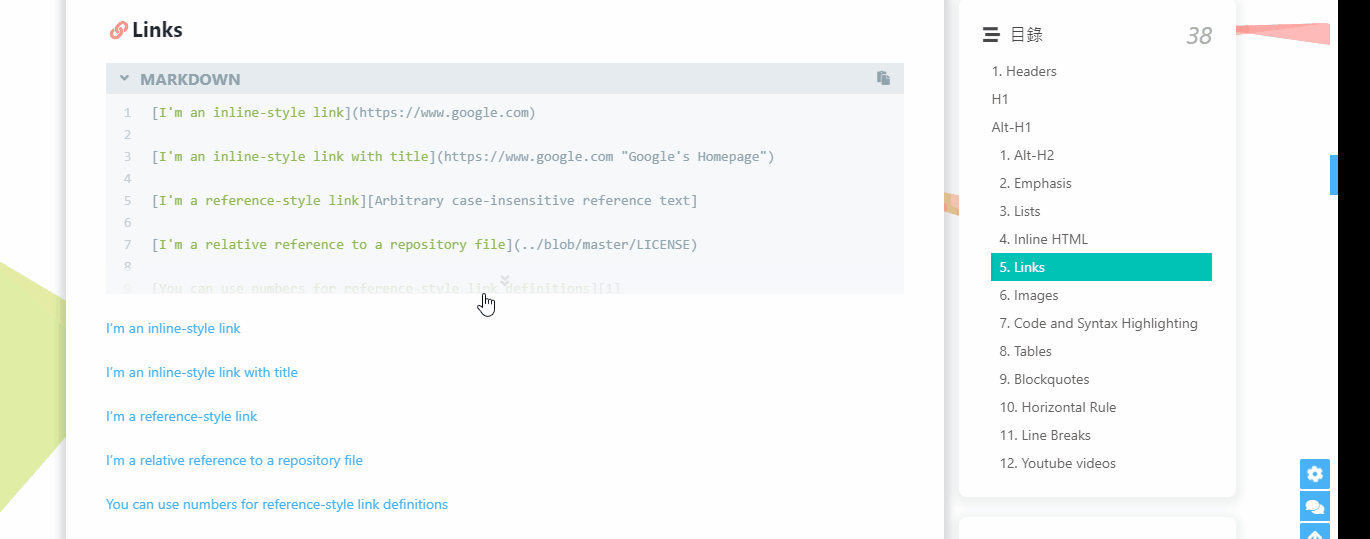 Links
MARKDOWN
1 [I'm an inline-style link](https://www.google.com)
2
3 [I'm an inline-style link with title](https://www.google.com "Google's Homepage")
4
5 [I'm a reference-style link][Arbitrary case-insensitive reference text]
6
7 [I'm a relative reference to a repository file](../blob/master/LICENSE)
8
9 [You can use numbers for reference-style link definitions][1]
I'm an inline-style link
I'm an inline-style link with title
I'm a reference-style link
I'm a relative reference to a repository file
You can use numbers for reference-style link definitions
目錄 38
1. Headers
H1
Alt-H1
1. Alt-H2
2. Emphasis
3. Lists
4. Inline HTML
5. Links
6. Images
7. Code and Syntax Highlighting
8. Tables
9. Blockquotes
10. Horizontal Rule
11. Line Breaks
12. Youtube videos